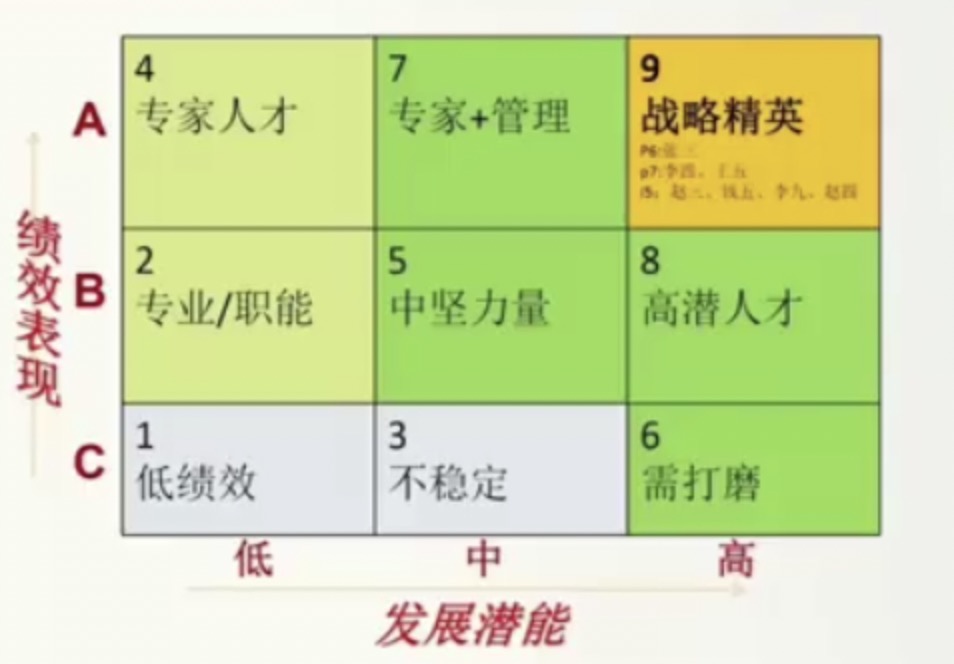 4
专家人才
7
专家+管理
9
战略精英
P6:张三
p7:李四、王五
赵三、钱五、李九、赵四
A
2
专业/职能
5
中坚力量
8
高潜人才
B
1
低绩效
3
不稳定
6
需打磨
C
绩效表现
低
中
高
发展潜能